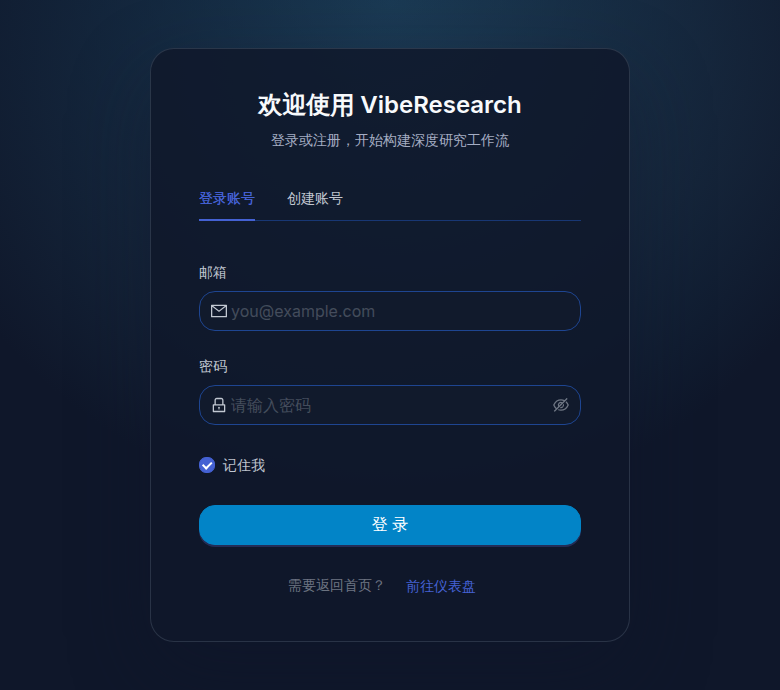 欢迎使用 VibeResearch
登录或注册，开始构建深度研究工作流
登录账号 创建账号
邮箱
you@example.com
密码
请输入密码
记住我
登 录
需要返回首页？ 前往仪表盘